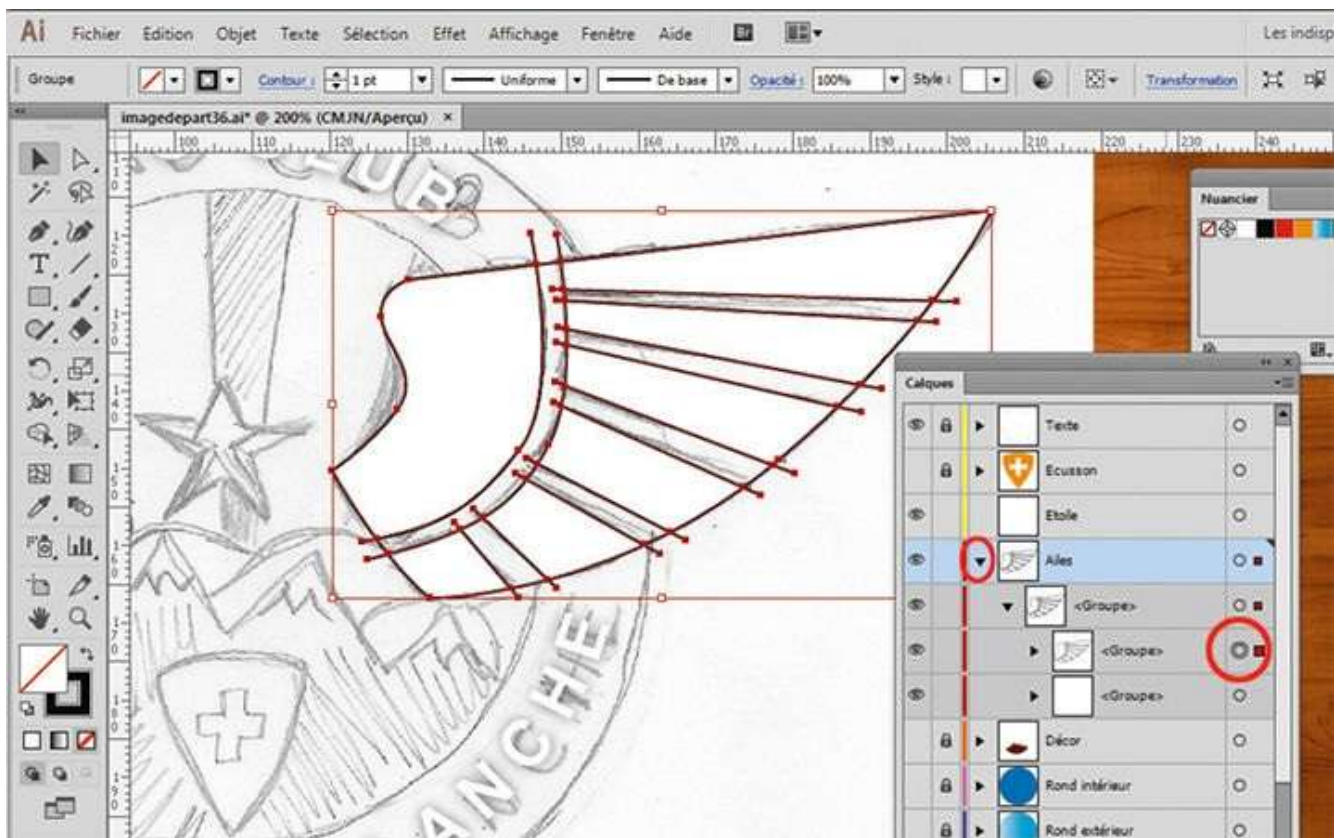 Ai Fichier Edition Objet Texte Sélection Effet Affichage Fenêtre Aide Br Les indisp
Groupe Contour : 1 pt Uniforme De base Opacité : 100% Style : Transformation
imagedepart36.ai* @ 200% (CMJN/Aperçu) ×
100 110 120 130 140 150 160 170 180 190 200 210 220 230 240
Nuancier
CLUB
Calques
Texte
Ecusson
Etoile
Ailes
<Groupe>
<Groupe>
<Groupe>
Décor
Rond intérieur
Rond extérieur
ANCHE